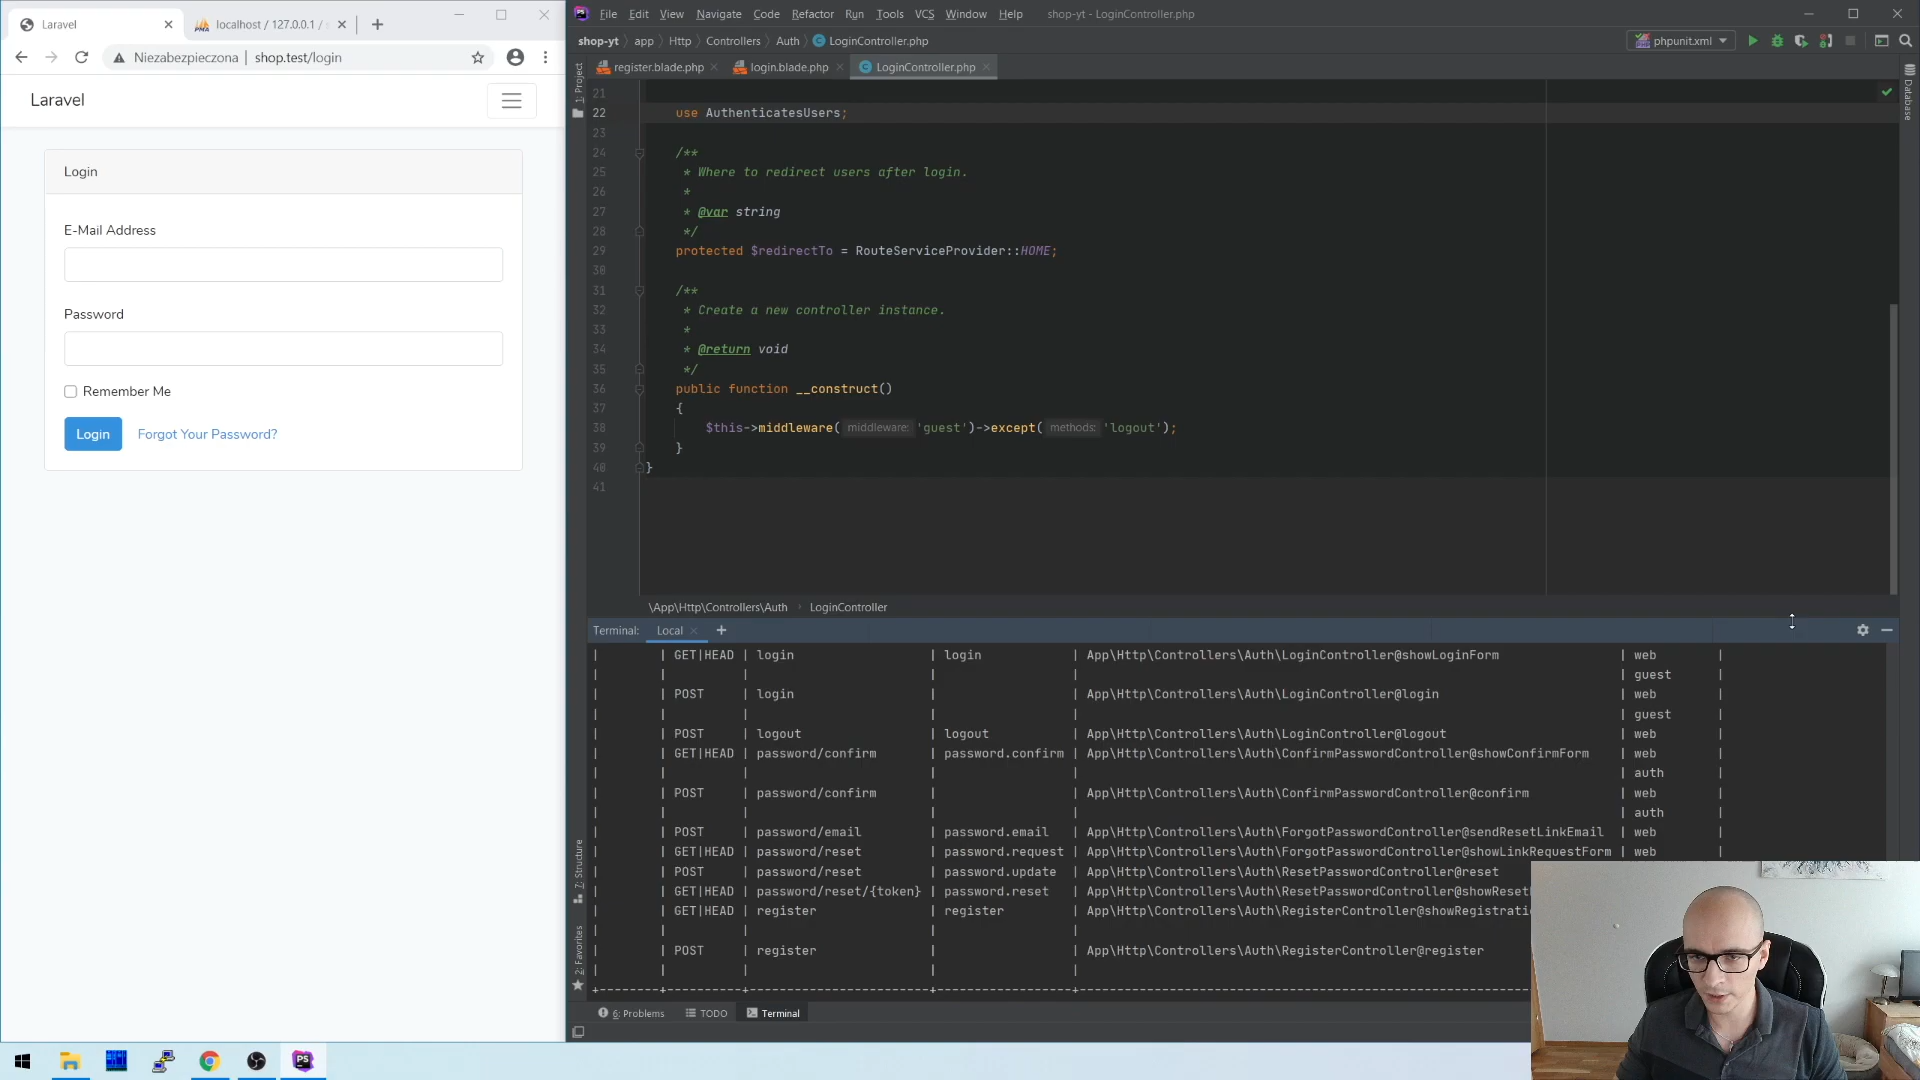 Laravel
localhost / 127.0.0.1 /
Niezabezpieczona | shop.test/login
Laravel
Login
E-Mail Address
Password
Remember Me
Login
Forgot Your Password?
File Edit View Navigate Code Refactor Run Tools VCS Window Help
shop-yt - LoginController.php
shop-yt app Http Controllers Auth LoginController.php
phpunit.xml
register.blade.php
login.blade.php
LoginController.php
1: Project
Database
21
22 use AuthenticatesUsers;
23
24 /**
25 * Where to redirect users after login.
26 *
27 * @var string
28 */
29 protected $redirectTo = RouteServiceProvider::HOME;
30
31 /**
32 * Create a new controller instance.
33 *
34 * @return void
35 */
36 public function __construct()
37 {
38 $this->middleware( middleware: 'guest')->except( methods: 'logout');
39 }
40 }
41
\App\Http\Controllers\Auth › LoginController
Terminal: Local
| | GET|HEAD | login | login | App\Http\Controllers\Auth\LoginController@showLoginForm | web |
| | | | | | guest |
| | POST | login | | App\Http\Controllers\Auth\LoginController@login | web |
| | | | | | guest |
| | POST | logout | logout | App\Http\Controllers\Auth\LoginController@logout | web |
| | GET|HEAD | password/confirm | password.confirm | App\Http\Controllers\Auth\ConfirmPasswordController@showConfirmForm | web |
| | | | | | auth |
| | POST | password/confirm | | App\Http\Controllers\Auth\ConfirmPasswordController@confirm | web |
| | | | | | auth |
| | POST | password/email | password.email | App\Http\Controllers\Auth\ForgotPasswordController@sendResetLinkEmail | web |
| | GET|HEAD | password/reset | password.request | App\Http\Controllers\Auth\ForgotPasswordController@showLinkRequestForm | web |
| | POST | password/reset | password.update | App\Http\Controllers\Auth\ResetPasswordController@reset
| | GET|HEAD | password/reset/{token} | password.reset | App\Http\Controllers\Auth\ResetPasswordController@showReset
| | GET|HEAD | register | register | App\Http\Controllers\Auth\RegisterController@showRegistrati
| | | | |
| | POST | register | | App\Http\Controllers\Auth\RegisterController@register
| | | | |
7: Structure
2: Favorites
6: Problems
TODO
Terminal
PS